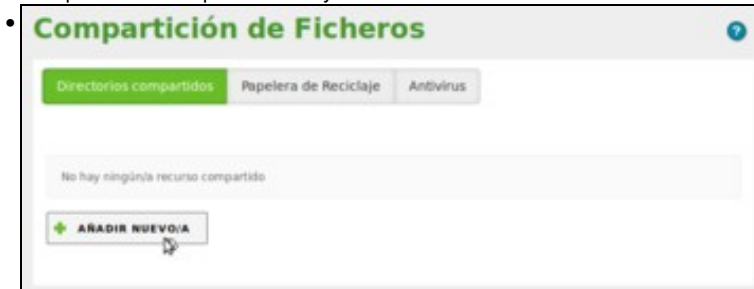 Compartición de Ficheros
Directorios compartidos Papelera de Reciclaje Antivirus
No hay ningún/a recurso compartido
AÑADIR NUEVO/A